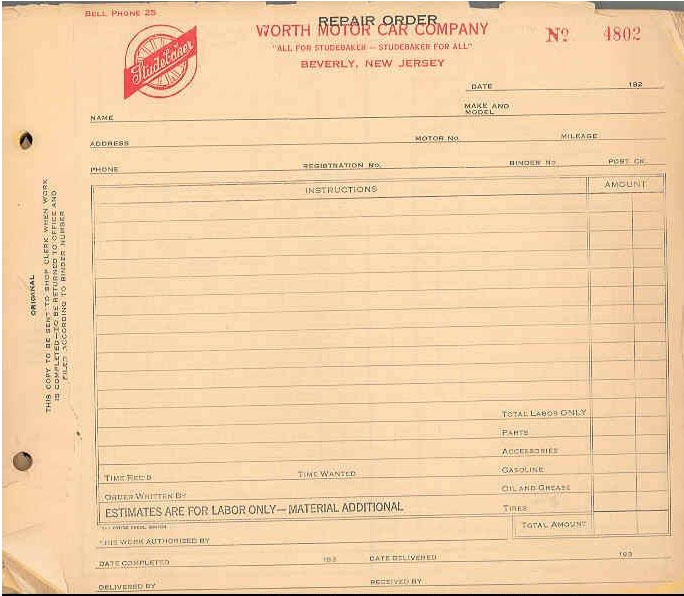 BELL PHONE 25
REPAIR ORDER
WORTH MOTOR CAR COMPANY
"ALL FOR STUDEBAKER — STUDEBAKER FOR ALL"
BEVERLY, NEW JERSEY
Studebaker
Nº 4802
DATE 192
NAME
MAKE AND
MODEL
ADDRESS MOTOR NO. MILEAGE
PHONE REGISTRATION NO. BINDER NO. POST CK.
INSTRUCTIONS AMOUNT
ORIGINAL
THIS COPY TO BE SENT TO SHOP CLERK WHEN WORK
IS COMPLETED—TO BE RETURNED TO OFFICE AND
FILED ACCORDING TO BINDER NUMBER
TOTAL LABOR ONLY
PARTS
ACCESSORIES
TIME REC'D TIME WANTED GASOLINE
ORDER WRITTEN BY OIL AND GREASE
ESTIMATES ARE FOR LABOR ONLY—MATERIAL ADDITIONAL TIRES
TOTAL AMOUNT
THIS WORK AUTHORISED BY
DATE COMPLETED 192 DATE DELIVERED 192
DELIVERED BY RECEIVED BY